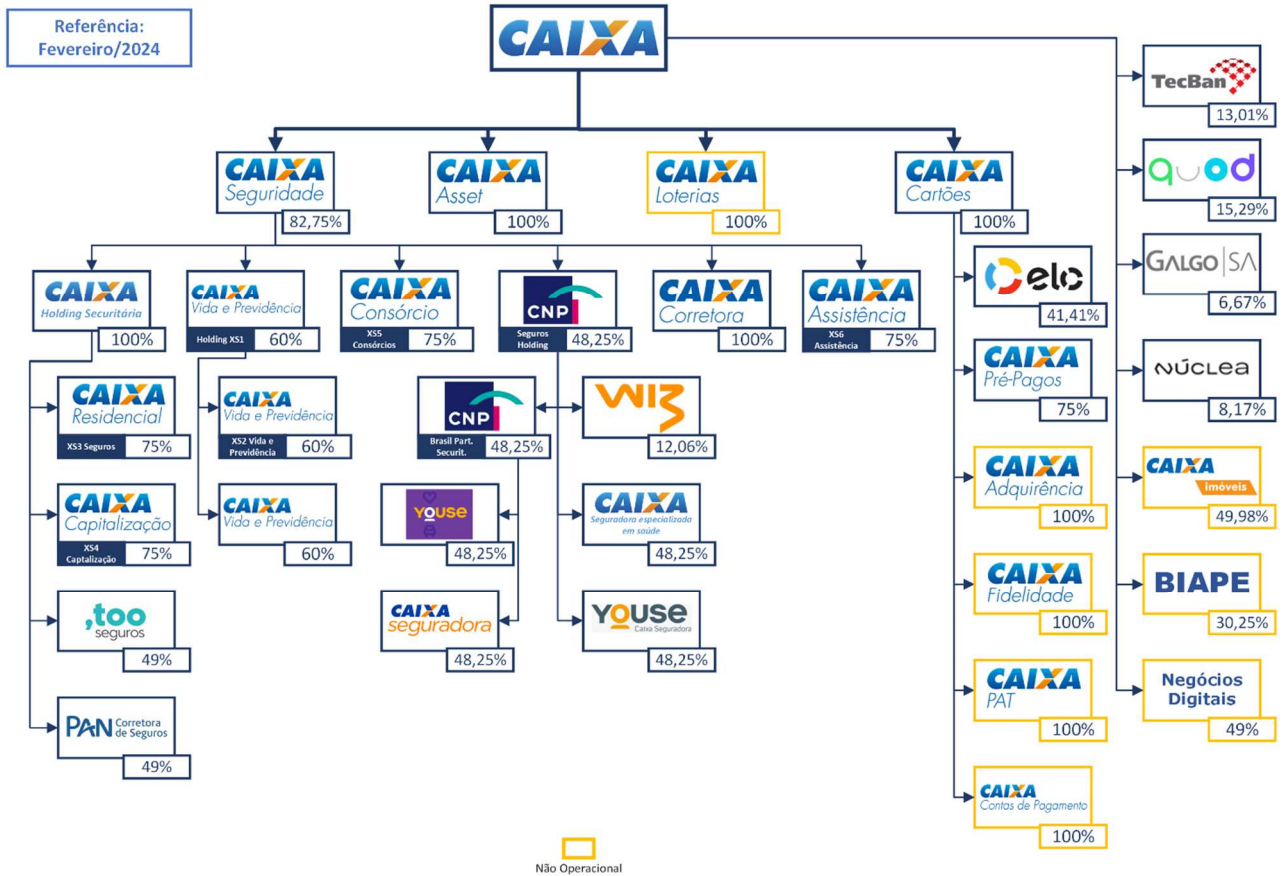 Referência:
Fevereiro/2024
CAIXA
TecBan
13,01%
quod
15,29%
GALGO|SA
6,67%
NÚCLEA
8,17%
CAIXA
imóveis
49,98%
BIAPE
30,25%
Negócios
Digitais
49%
CAIXA
Seguridade
82,75%
CAIXA
Asset
100%
CAIXA
Loterias
100%
CAIXA
Cartões
100%
CAIXA
Holding Securitária
100%
CAIXA
Vida e Previdência
Holding XS1
60%
CAIXA
Consórcio
XS5
Consórcios
75%
CNP
Seguros
Holding
48,25%
CAIXA
Corretora
100%
CAIXA
Assistência
XS6
Assistência
75%
elo
41,41%
CAIXA
Pré-Pagos
75%
CAIXA
Adquirência
100%
CAIXA
Fidelidade
100%
CAIXA
PAT
100%
CAIXA
Contas de Pagamento
100%
CAIXA
Residencial
XS3 Seguros
75%
CAIXA
Capitalização
XS4
Captalização
75%
,too
seguros
49%
PAN Corretora
de Seguros
49%
CAIXA
Vida e Previdência
XS2 Vida e
Previdência
60%
CAIXA
Vida e Previdência
60%
CNP
Brasil Part.
Securit.
48,25%
YOUSE
48,25%
CAIXA
seguradora
48,25%
WIZ
12,06%
CAIXA
Seguradora especializada
em saúde
48,25%
YOUSE
Caixa Seguradora
48,25%
Não Operacional